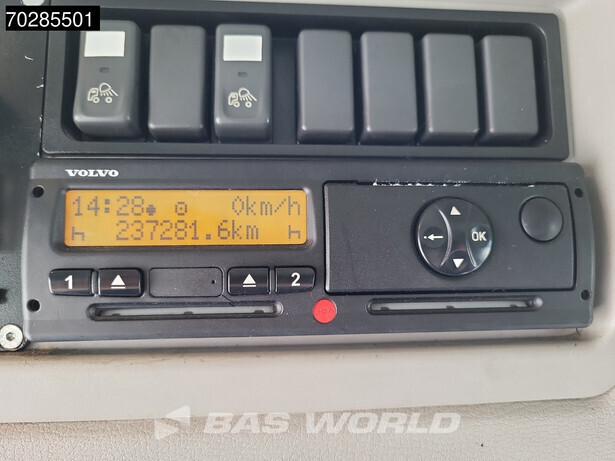 70285501
VOLVO
14:28 0km/h
237281.6km
1 2
OK
BAS WORLD